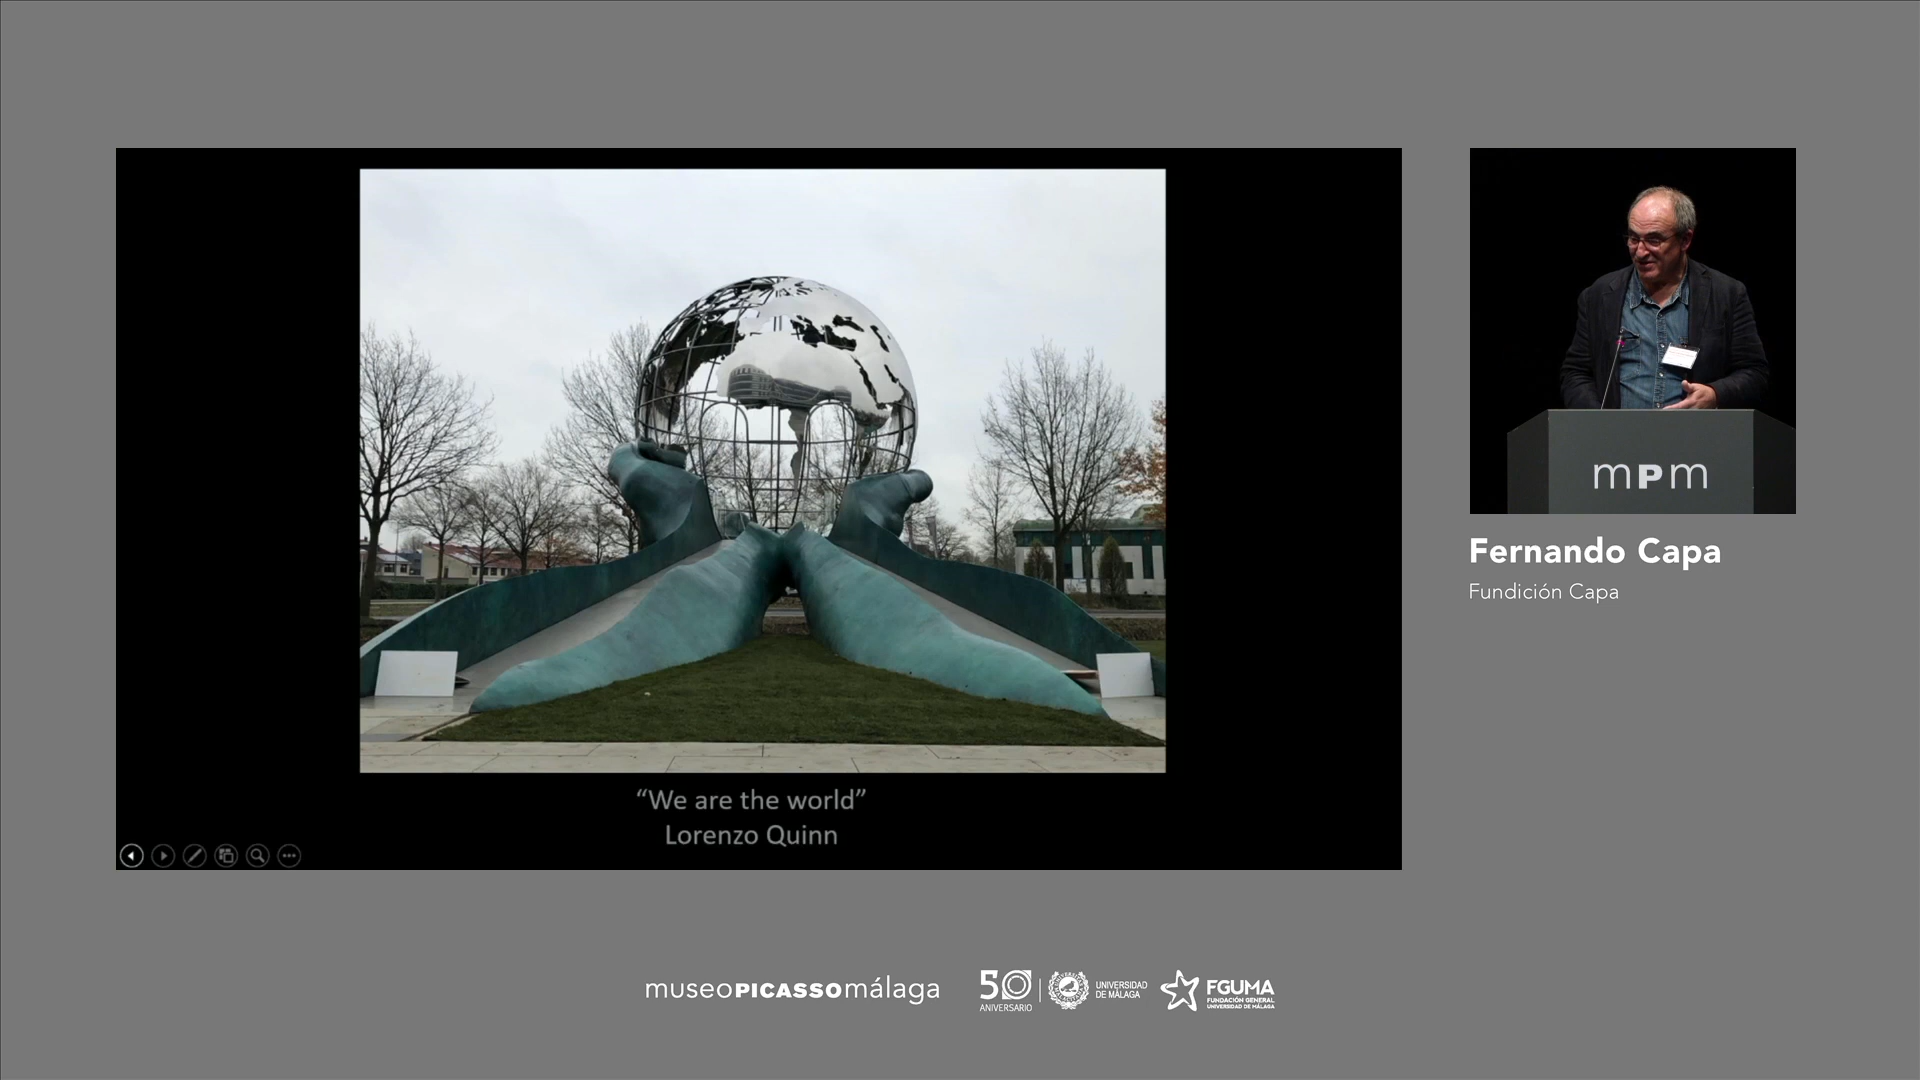 “We are the world”
Lorenzo Quinn
mPm
Fernando Capa
Fundición Capa
museoPICASSOmálaga
50
ANIVERSARIO
UNIVERSIDAD
DE MÁLAGA
FGUMA
FUNDACIÓN GENERAL
UNIVERSIDAD DE MÁLAGA